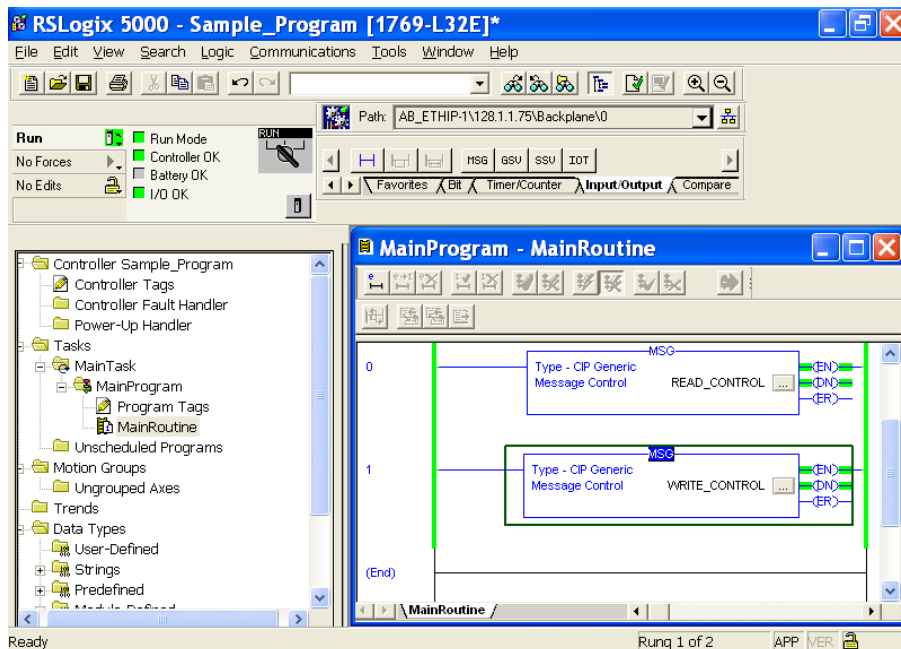 RSLogix 5000 - Sample_Program [1769-L32E]*
File Edit View Search Logic Communications Tools Window Help
Path: AB_ETHIP-1\128.1.1.75\Backplane\0
Run
Run Mode
RUN
No Forces
Controller OK
Battery OK
No Edits
I/O OK
MSG GSV SSV IOT
Favorites Bit Timer/Counter Input/Output Compare
Controller Sample_Program
Controller Tags
Controller Fault Handler
Power-Up Handler
Tasks
MainTask
MainProgram
Program Tags
MainRoutine
Unscheduled Programs
Motion Groups
Ungrouped Axes
Trends
Data Types
User-Defined
Strings
Predefined
MainProgram - MainRoutine
0
MSG
Type - CIP Generic
Message Control READ_CONTROL ...
(EN)
(DN)
(ER)
1
MSG
Type - CIP Generic
Message Control WRITE_CONTROL ...
(EN)
(DN)
(ER)
(End)
MainRoutine
Ready
Rung 1 of 2
APP
VER